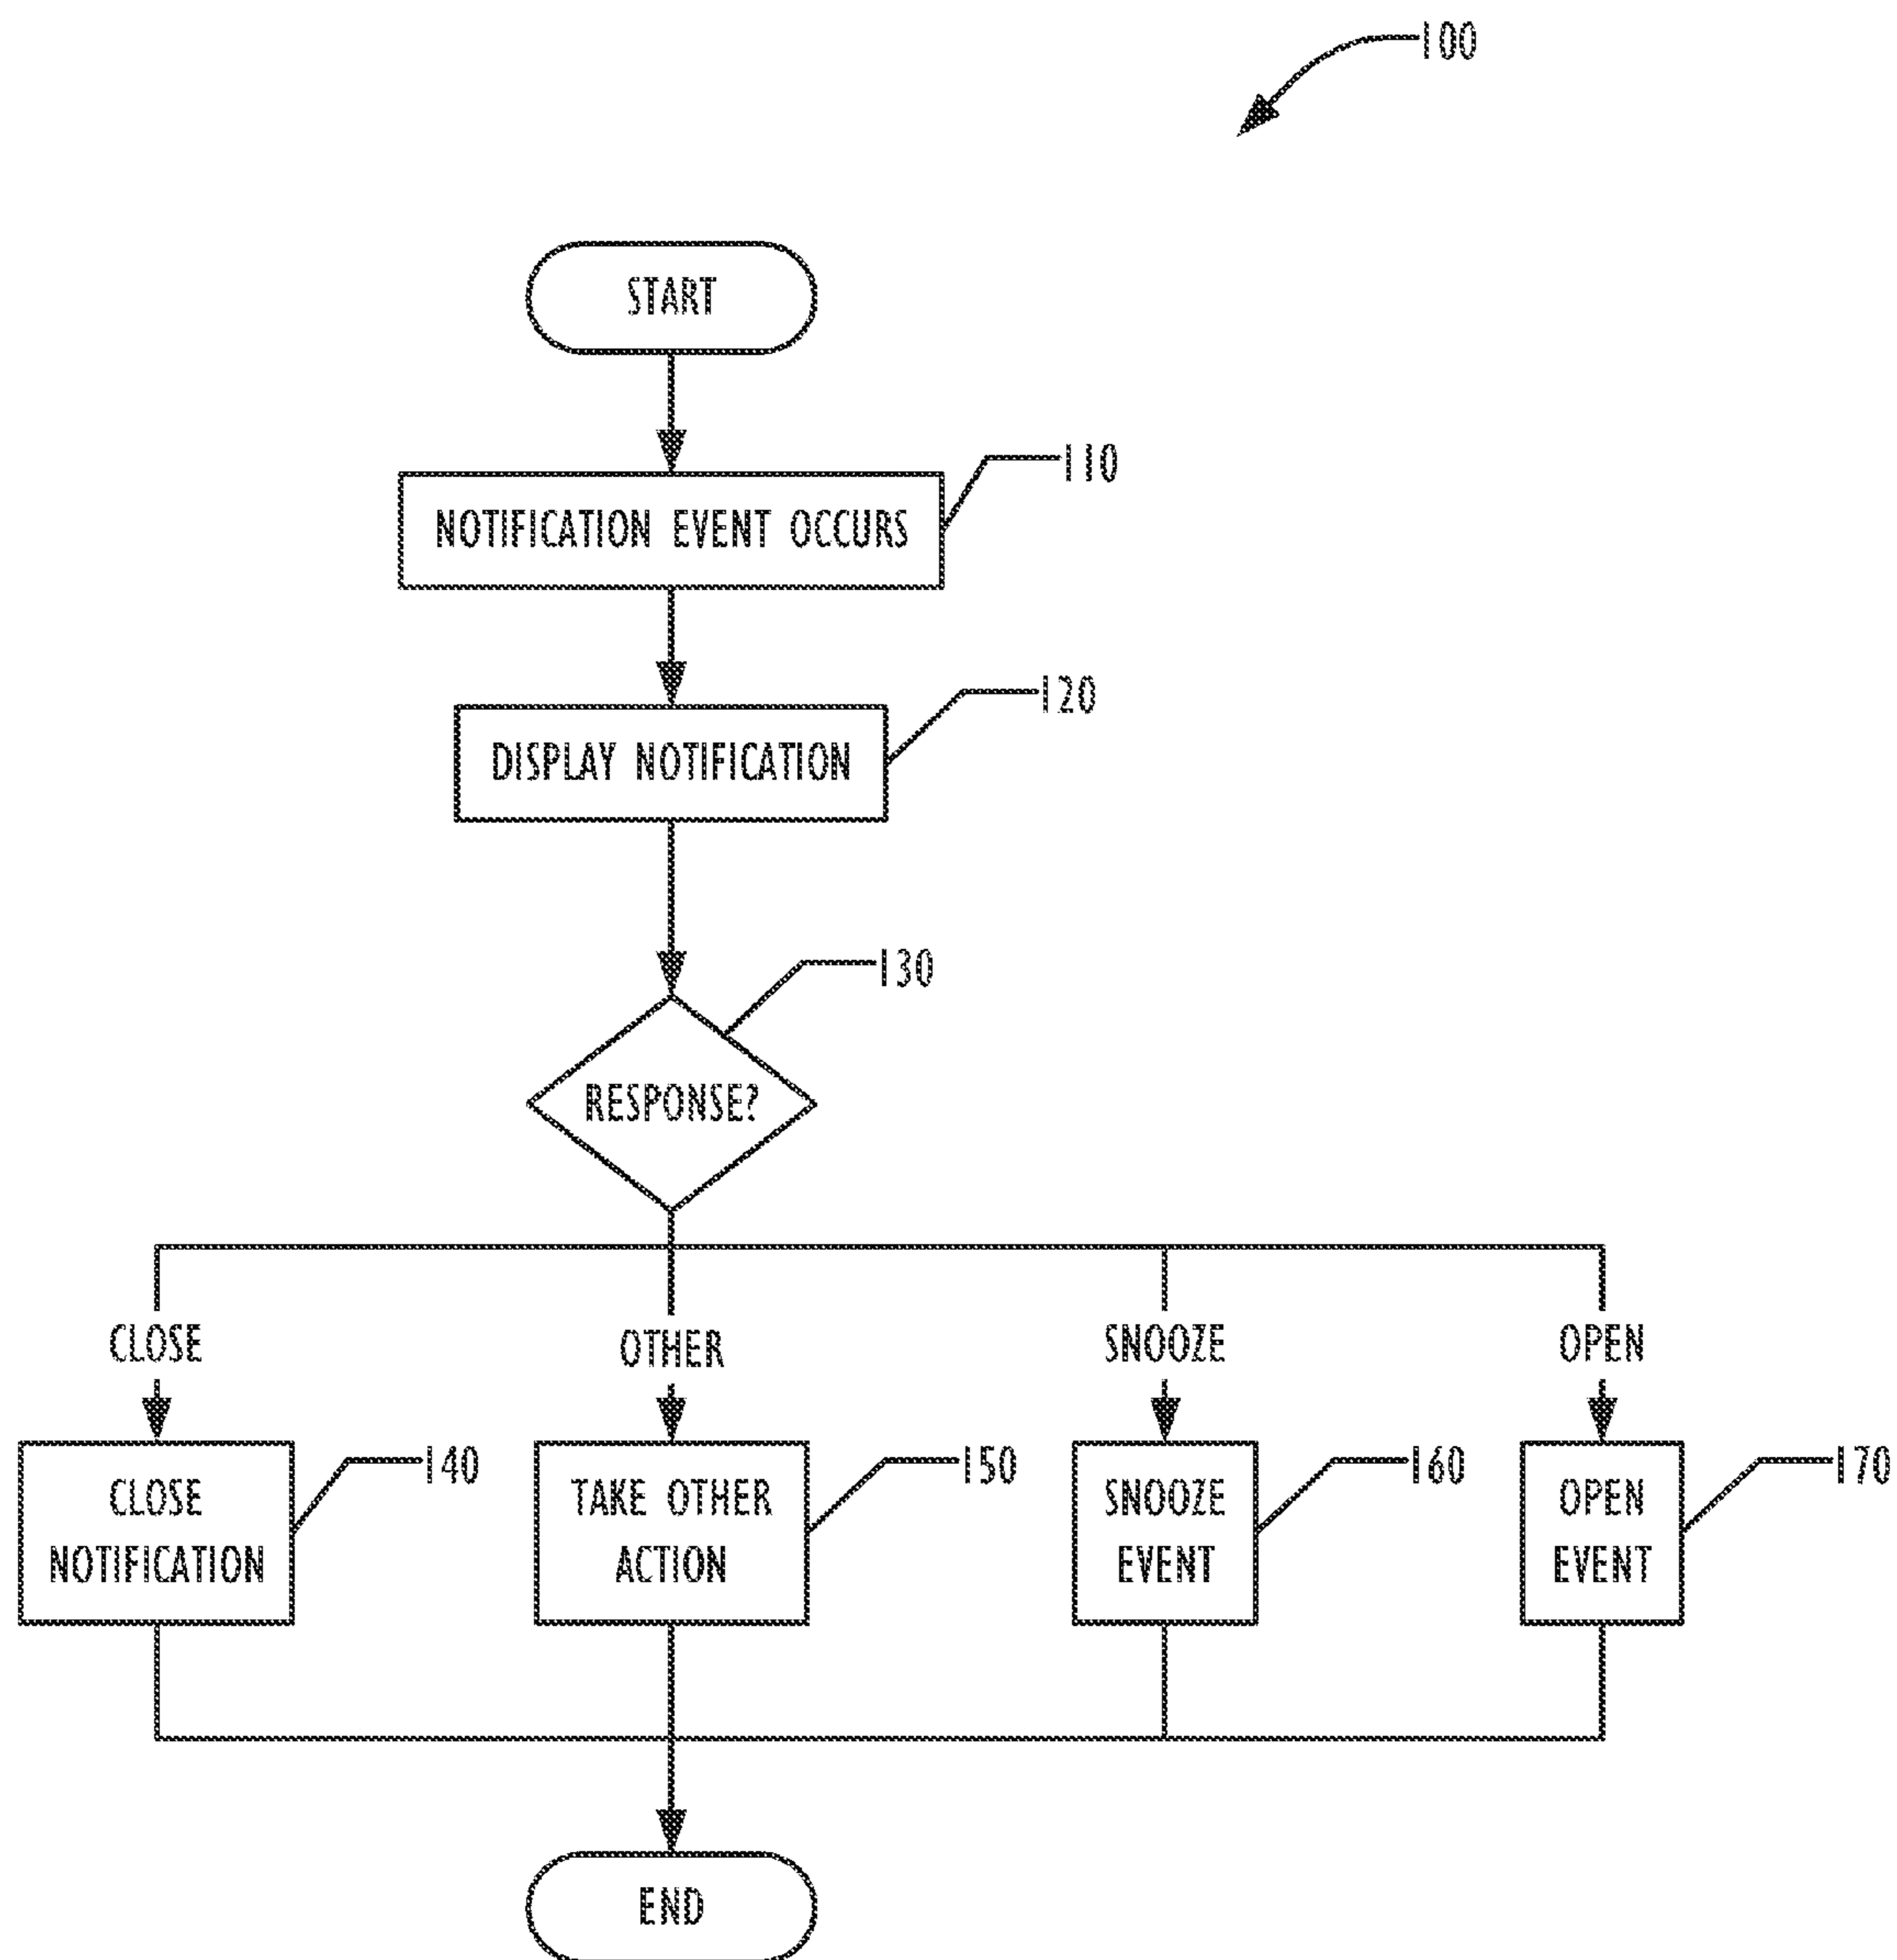 100
START
110
NOTIFICATION EVENT OCCURS
120
DISPLAY NOTIFICATION
130
RESPONSE?
CLOSE
OTHER
SNOOZE
OPEN
140
CLOSE
NOTIFICATION
150
TAKE OTHER
ACTION
160
SNOOZE
EVENT
170
OPEN
EVENT
END